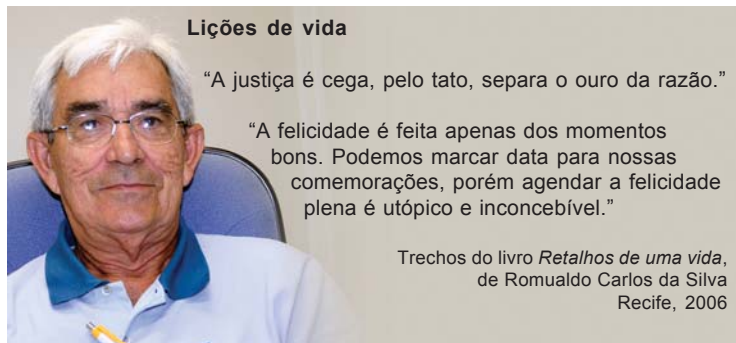 Lições de vida
“A justiça é cega, pelo tato, separa o ouro da razão.”
“A felicidade é feita apenas dos momentos
bons. Podemos marcar data para nossas
comemorações, porém agendar a felicidade
plena é utópico e inconcebível.”
Trechos do livro Retalhos de uma vida,
de Romualdo Carlos da Silva
Recife, 2006